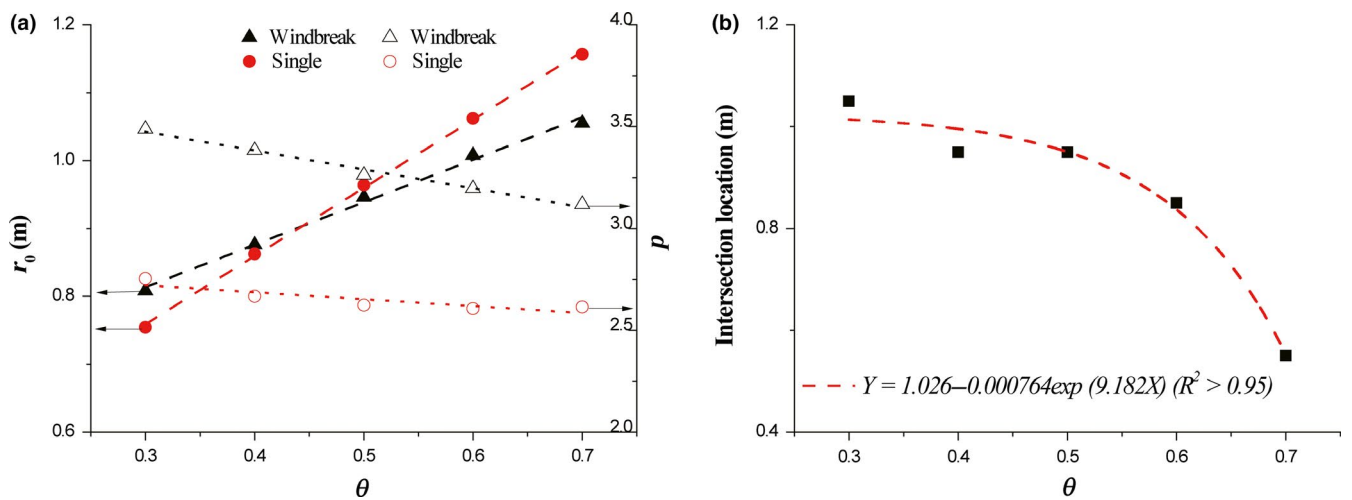 (a)
1.2
1.0
0.8
0.6
r₀ (m)
Windbreak
Single
Windbreak
Single
4.0
3.5
3.0
2.5
2.0
p
0.3 0.4 0.5 0.6 0.7
θ
(b)
1.2
0.8
0.4
Intersection location (m)
Y = 1.026–0.000764exp (9.182X) (R² > 0.95)
0.3 0.4 0.5 0.6 0.7
θ